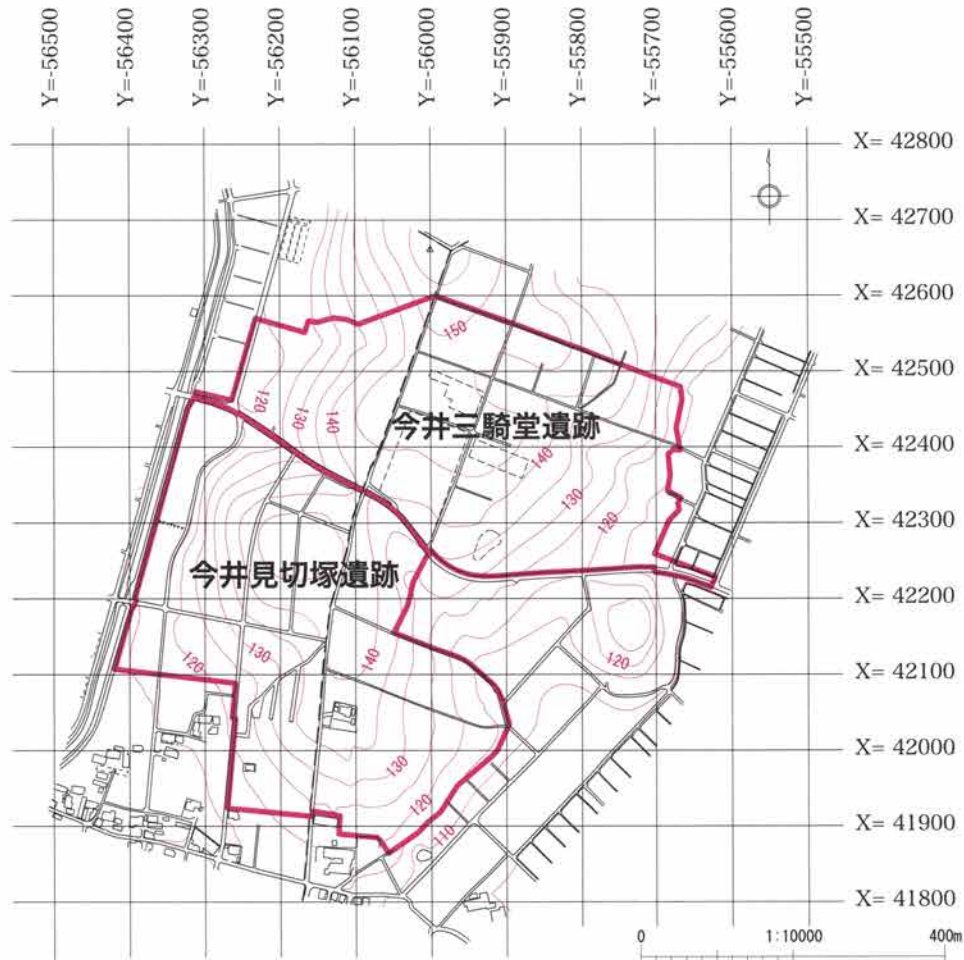 Y=-56500
Y=-56400
Y=-56300
Y=-56200
Y=-56100
Y=-56000
Y=-55900
Y=-55800
Y=-55700
Y=-55600
Y=-55500
X= 42800
X= 42700
X= 42600
150
X= 42500
120
130
140
今井三騎堂遺跡
X= 42400
140
130
120
X= 42300
今井見切塚遺跡
X= 42200
120
130
140
120
X= 42100
X= 42000
130
120
110
X= 41900
X= 41800
0
1:10000
400m